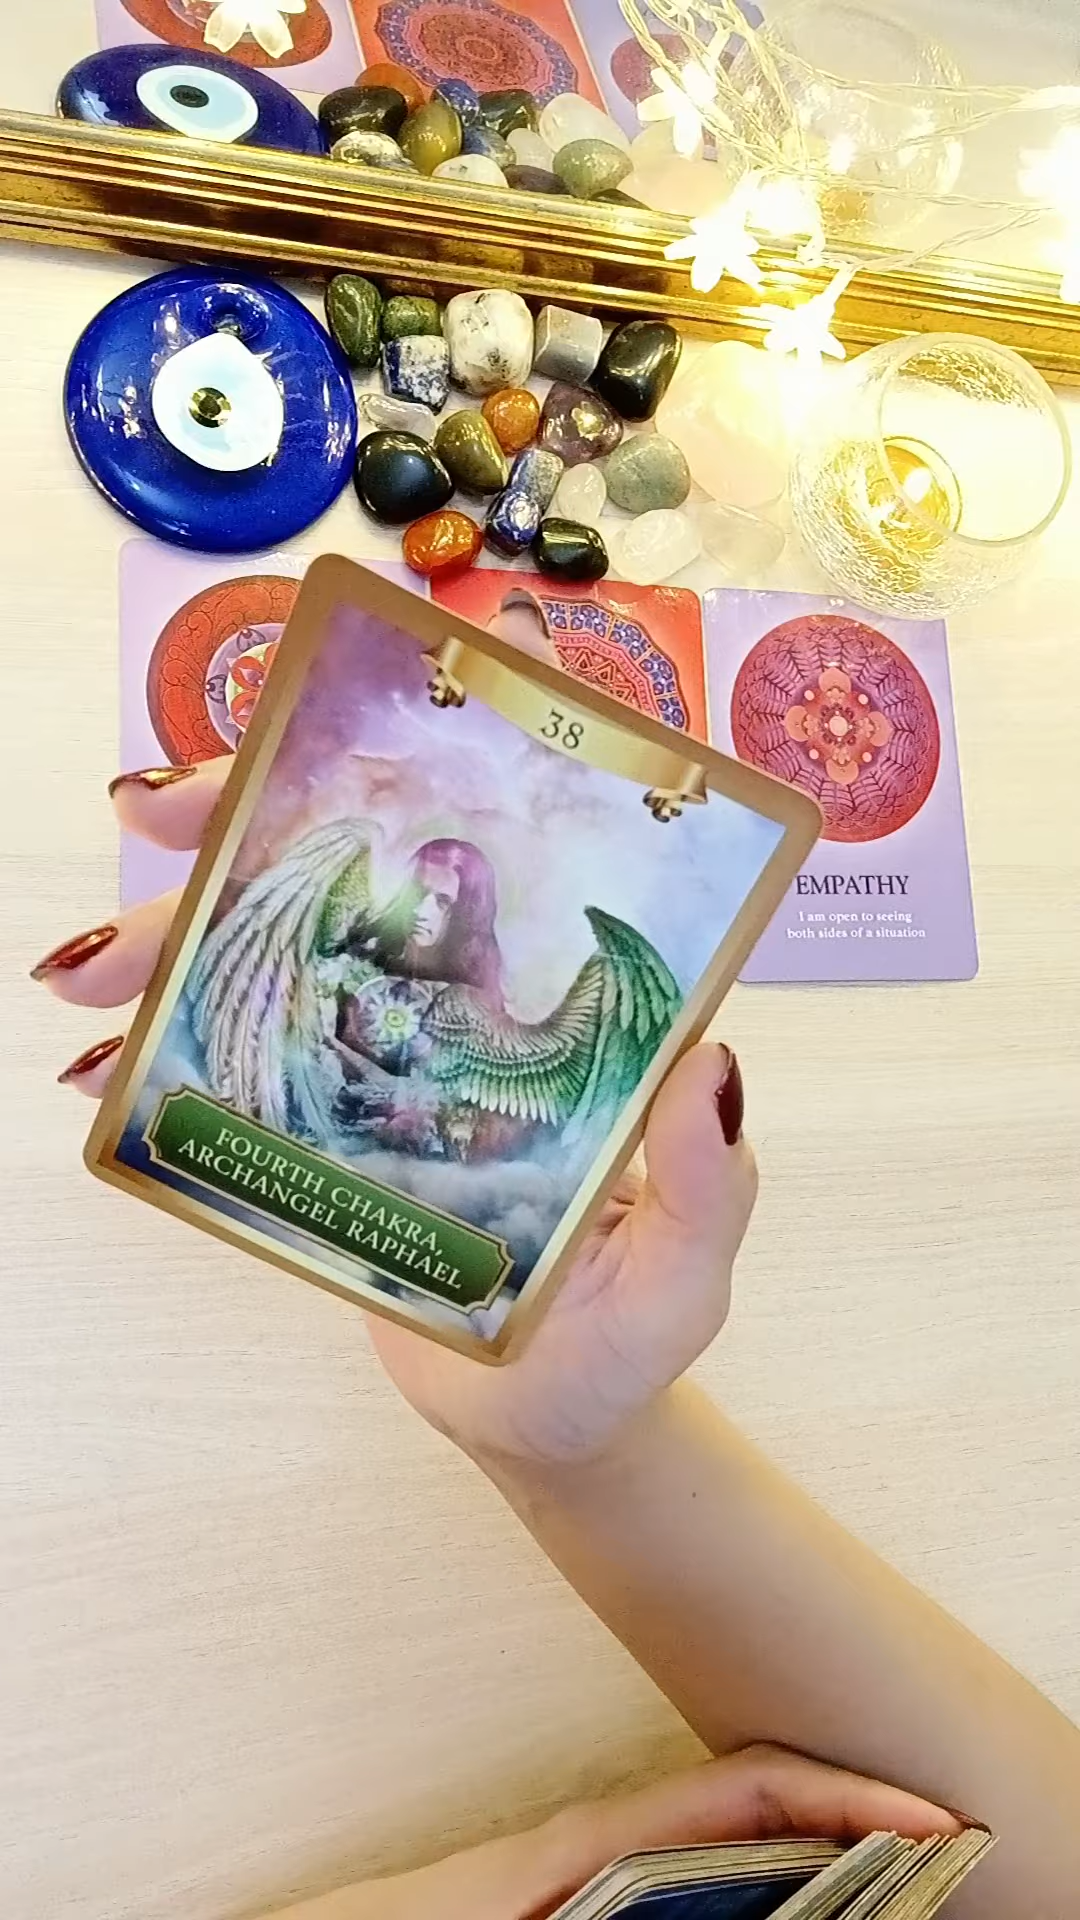 38
FOURTH CHAKRA,
ARCHANGEL RAPHAEL
EMPATHY
I am open to seeing
both sides of a situation